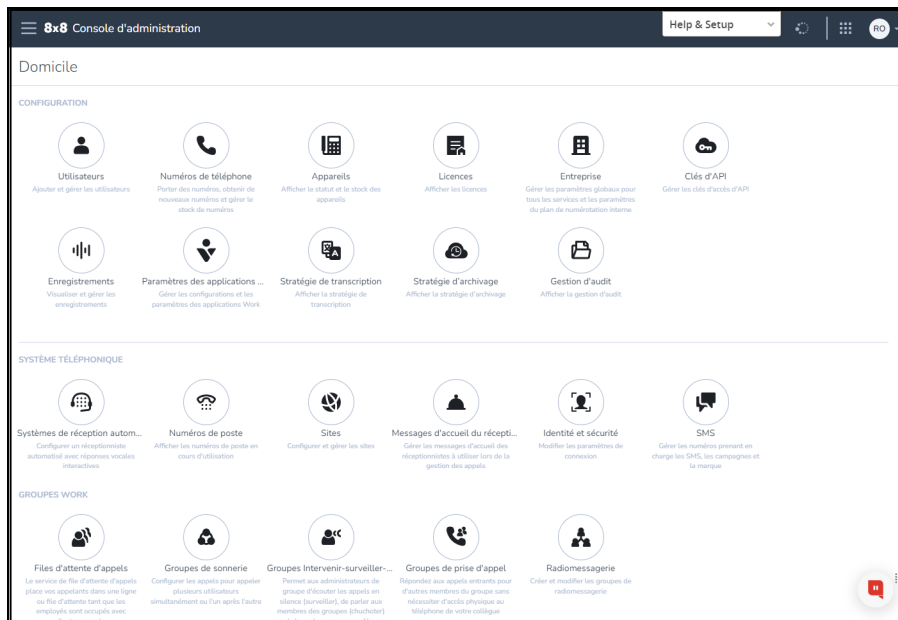 8x8 Console d'administration
Help & Setup
RO
Domicile
CONFIGURATION
Utilisateurs
Ajouter et gérer les utilisateurs
Numéros de téléphone
Porter des numéros, obtenir de
nouveaux numéros et gérer le
stock de numéros
Appareils
Afficher le statut et le stock des
appareils
Licences
Afficher les licences
Entreprise
Gérer les paramètres globaux pour
tous les services et les paramètres
du plan de numérotation interne
Clés d'API
Gérer les clés d'accès d'API
Enregistrements
Visualiser et gérer les
enregistrements
Paramètres des applications ...
Gérer les configurations et les
paramètres des applications Work
Stratégie de transcription
Afficher la stratégie de
transcription
Stratégie d'archivage
Afficher la stratégie d'archivage
Gestion d'audit
Afficher la gestion d'audit
SYSTÈME TÉLÉPHONIQUE
Systèmes de réception autom...
Configurer un réceptionniste
automatisé avec réponses vocales
interactives
Numéros de poste
Afficher les numéros de poste en
cours d'utilisation
Sites
Configurer et gérer les sites
Messages d'accueil du récepti...
Gérer les messages d'accueil des
réceptionnistes à utiliser lors de la
gestion des appels
Identité et sécurité
Modifier les paramètres de
connexion
SMS
Gérer les numéros prenant en
charge les SMS, les campagnes et
la marque
GROUPES WORK
Files d'attente d'appels
Le service de file d'attente d'appels
place vos appelants dans une ligne
ou file d'attente tant que les
employés sont occupés avec
Groupes de sonnerie
Configurer les appels pour appeler
plusieurs utilisateurs
simultanément ou l'un après l'autre
Groupes Intervenir-surveiller-...
Permet aux administrateurs de
groupe d'écouter les appels en
silence (surveiller), de parler aux
membres des groupes (chuchoter)
Groupes de prise d'appel
Répondez aux appels entrants pour
d'autres membres du groupe sans
nécessiter d'accès physique au
téléphone de votre collègue
Radiomessagerie
Créer et modifier les groupes de
radiomessagerie